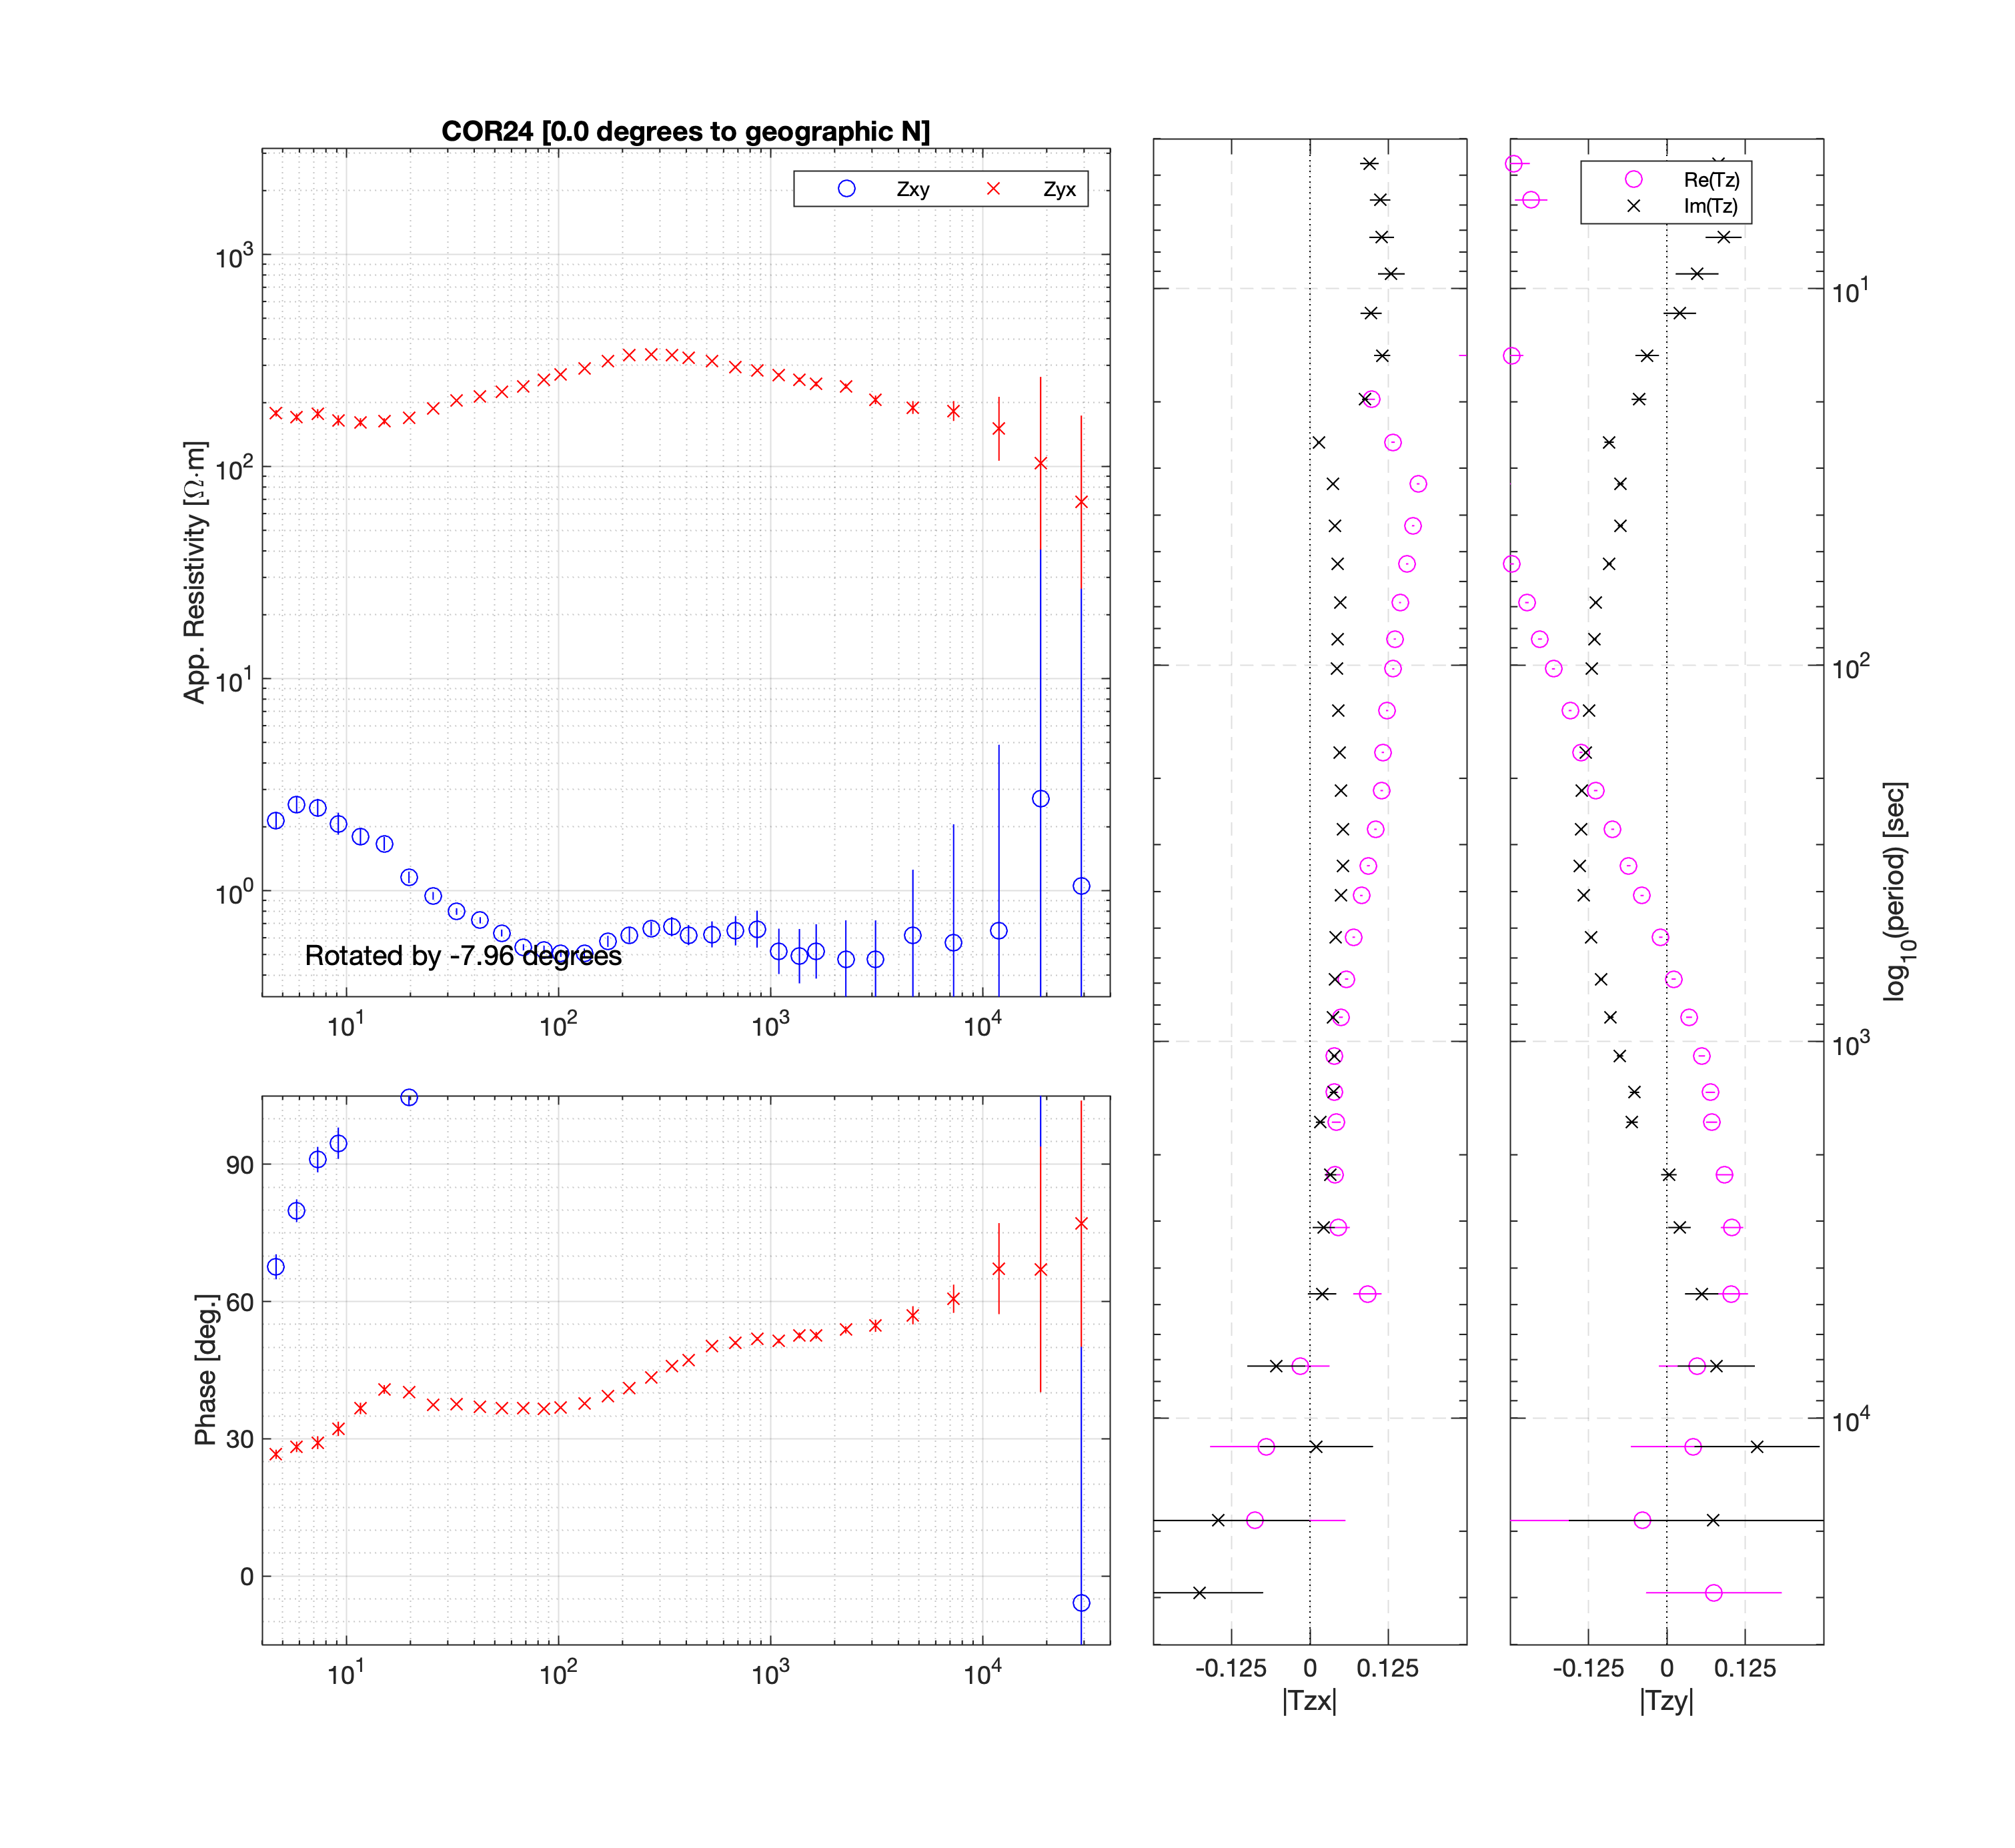 COR24 [0.0 degrees to geographic N]
Zxy Zyx
App. Resistivity [Ω·m]
10³
10²
10¹
10⁰
Rotated by -7.96 degrees
10¹ 10² 10³ 10⁴
Phase [deg.]
90
60
30
0
10¹ 10² 10³ 10⁴
-0.125 0 0.125
|Tzx|
Re(Tz)
Im(Tz)
-0.125 0 0.125
|Tzy|
10¹
10²
10³
10⁴
log₁₀(period) [sec]